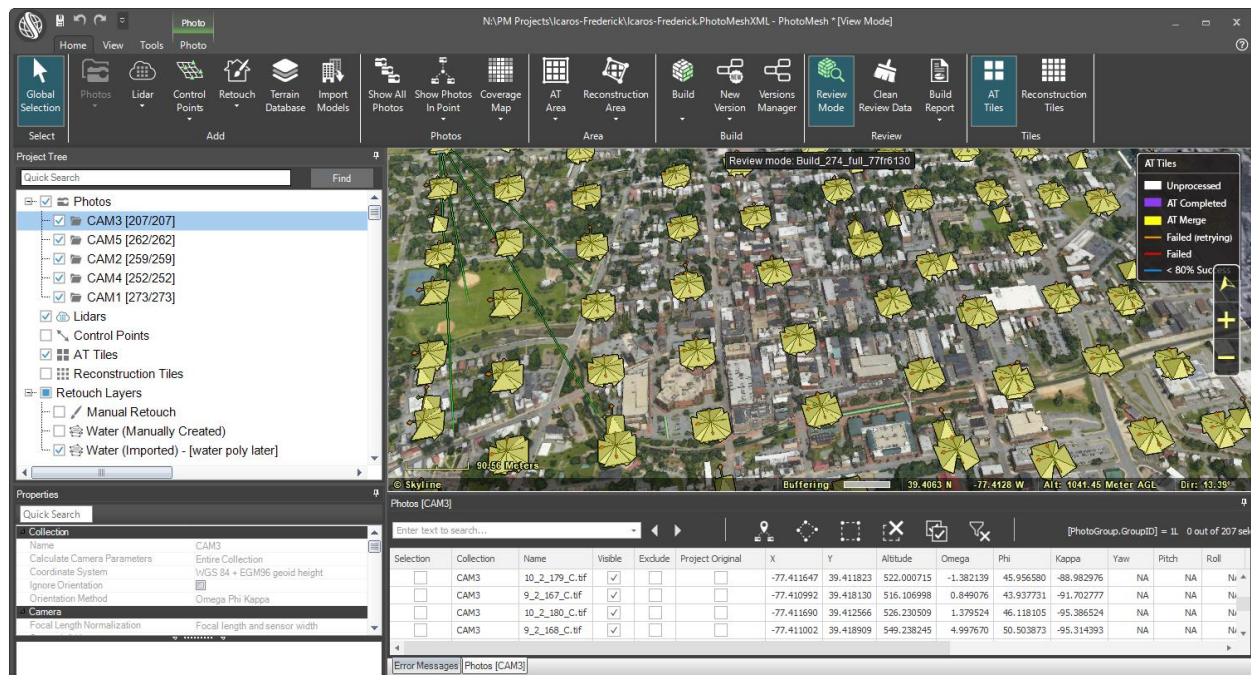 Photo
N:\PM Projects\Icaros-Frederick\Icaros-Frederick.PhotoMeshXML - PhotoMesh * [View Mode]
Home View Tools Photo
Global Selection
Photos
Lidar
Control Points
Retouch
Terrain Database
Import Models
Show All Photos
Show Photos In Point
Coverage Map
AT Area
Reconstruction Area
Build
NEW
New Version
Versions Manager
Review Mode
Clean Review Data
Build Report
AT Tiles
Reconstruction Tiles
Select Add Photos Area Build Review Tiles
Project Tree
Quick Search Find
Photos
CAM3 [207/207]
CAM5 [262/262]
CAM2 [259/259]
CAM4 [252/252]
CAM1 [273/273]
Lidars
Control Points
AT Tiles
Reconstruction Tiles
Retouch Layers
Manual Retouch
Water (Manually Created)
Water (Imported) - [water poly later]
Review mode: Build_274_full_77fr6130
AT Tiles
Unprocessed
AT Completed
AT Merge
Failed (retrying)
Failed
< 80% Success
90.56 Meters
© Skyline Buffering 39.4063 N -77.4128 W Alt: 1041.45 Meter AGL Dir: 13.39°
Properties
Quick Search
Collection
Name CAM3
Calculate Camera Parameters Entire Collection
Coordinate System WGS 84 + EGM96 geoid height
Ignore Orientation
Orientation Method Omega Phi Kappa
Camera
Focal Length Normalization Focal length and sensor width
Photos [CAM3]
Enter text to search... [PhotoGroup.GroupID] = 1L 0 out of 207 sele
Selection Collection Name Visible Exclude Project Original X Y Altitude Omega Phi Kappa Yaw Pitch Roll
CAM3 10_2_179_C.tif -77.411647 39.411823 522.000715 -1.382139 45.956580 -88.982976 NA NA
CAM3 9_2_167_C.tif -77.410992 39.418130 516.106998 0.849076 43.937731 -91.702777 NA NA
CAM3 10_2_180_C.tif -77.411690 39.412566 526.230509 1.379524 46.118105 -95.386524 NA NA
CAM3 9_2_168_C.tif -77.411002 39.418909 549.238245 4.997670 50.503873 -95.314393 NA NA
Error Messages Photos [CAM3]